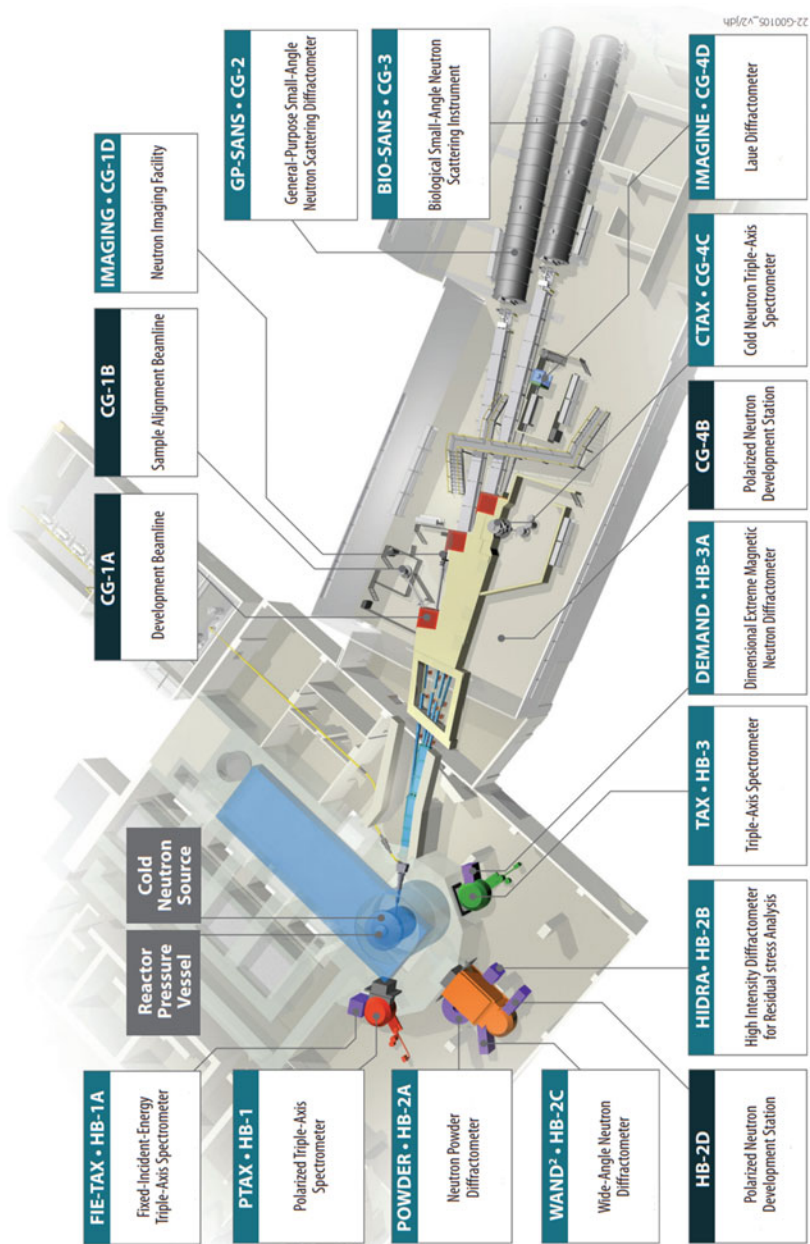 FIE-TAX • HB-1A
Fixed-Incident-Energy
Triple-Axis Spectrometer
PTAX • HB-1
Polarized Triple-Axis
Spectrometer
POWDER • HB-2A
Neutron Powder
Diffractometer
WAND² • HB-2C
Wide-Angle Neutron
Diffractometer
HB-2D
Polarized Neutron
Development Station
Reactor
Pressure
Vessel
Cold
Neutron
Source
CG-1A
Development Beamline
CG-1B
Sample Alignment Beamline
IMAGING • CG-1D
Neutron Imaging Facility
GP-SANS • CG-2
General-Purpose Small-Angle
Neutron Scattering Diffractometer
BIO-SANS • CG-3
Biological Small-Angle Neutron
Scattering Instrument
HIDRA • HB-2B
High Intensity Diffractometer
for Residual stress Analysis
TAX • HB-3
Triple-Axis Spectrometer
DEMAND • HB-3A
Dimensional Extreme Magnetic
Neutron Diffractometer
CG-4B
Polarized Neutron
Development Station
CTAX • CG-4C
Cold Neutron Triple-Axis
Spectrometer
IMAGINE • CG-4D
Laue Diffractometer
22-G00105_v2/jdh